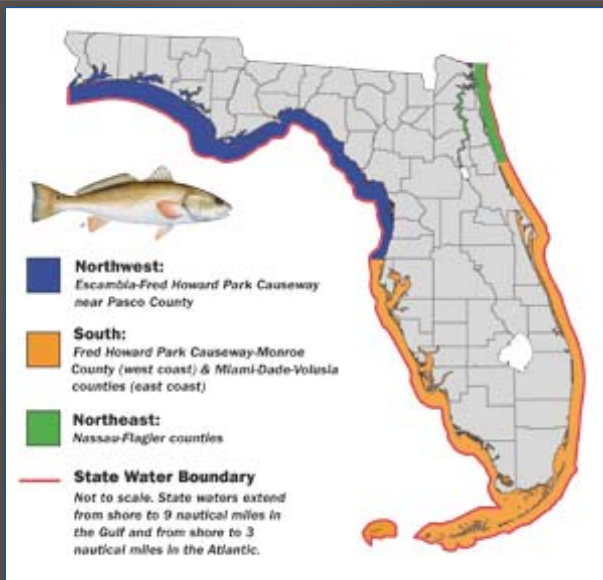 Northwest:
Escambia-Fred Howard Park Causeway
near Pasco County
South:
Fred Howard Park Causeway-Monroe
County (west coast) & Miami-Dade-Volusia
counties (east coast)
Northeast:
Nassau-Flagler counties
State Water Boundary
Not to scale. State waters extend
from shore to 9 nautical miles in
the Gulf and from shore to 3
nautical miles in the Atlantic.